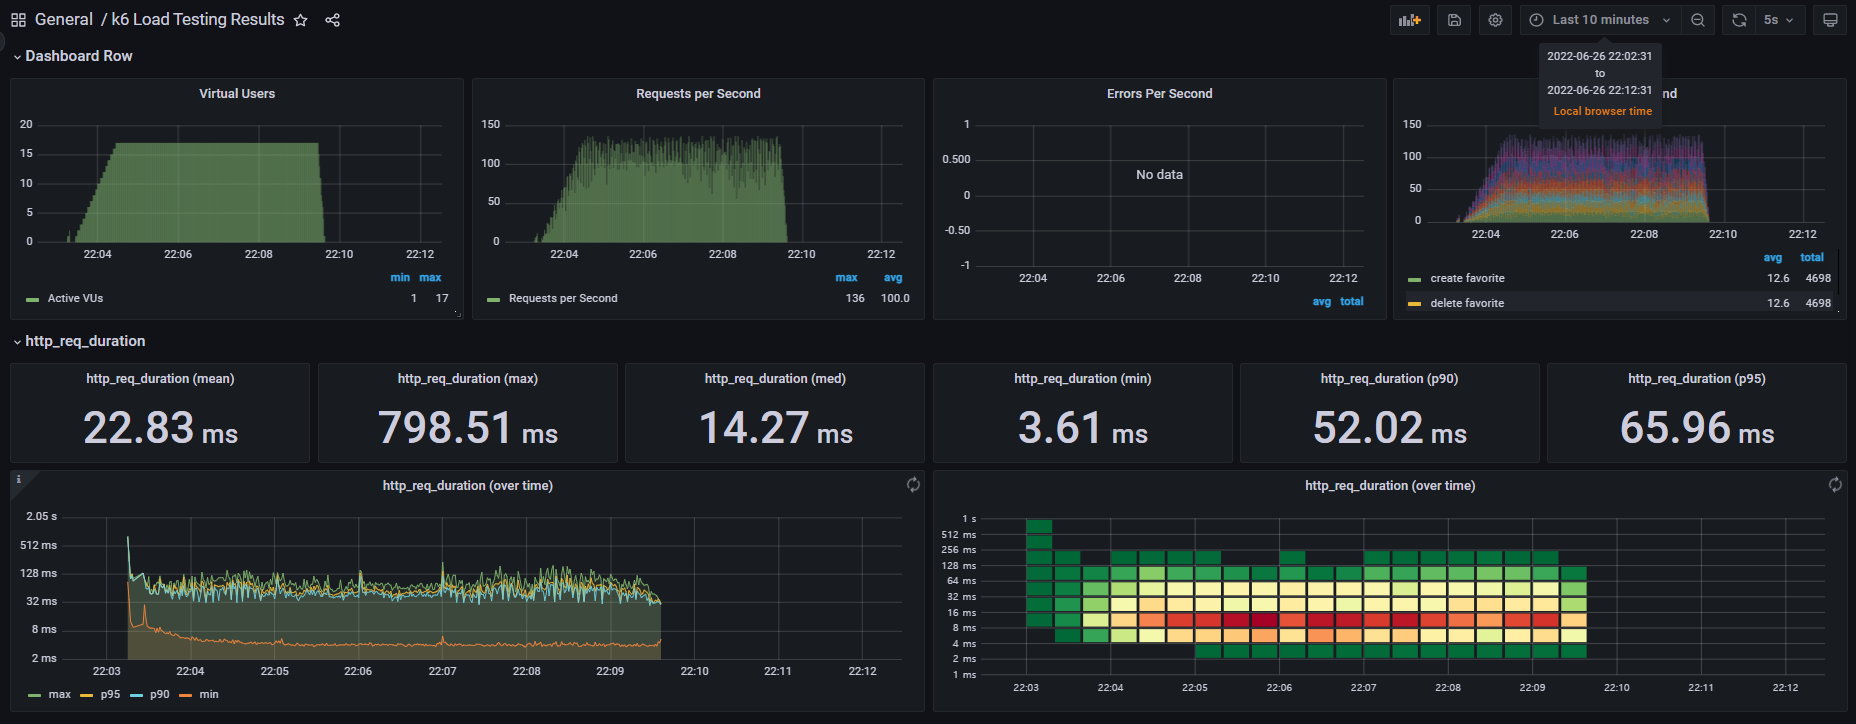 General / k6 Load Testing Results
Last 10 minutes
5s
2022-06-26 22:02:31
to
2022-06-26 22:12:31
Local browser time
Dashboard Row
Virtual Users
20
15
10
5
0
22:04 22:06 22:08 22:10 22:12
min max
Active VUs 1 17
Requests per Second
150
100
50
0
22:04 22:06 22:08 22:10 22:12
max avg
Requests per Second 136 100.0
Errors Per Second
1
0.500
0
-0.50
-1
No data
22:04 22:06 22:08 22:10 22:12
avg total
nd
150
100
50
0
22:04 22:06 22:08 22:10 22:12
avg total
create favorite 12.6 4698
delete favorite 12.6 4698
http_req_duration
http_req_duration (mean)
22.83 ms
http_req_duration (max)
798.51 ms
http_req_duration (med)
14.27 ms
http_req_duration (min)
3.61 ms
http_req_duration (p90)
52.02 ms
http_req_duration (p95)
65.96 ms
i
http_req_duration (over time)
2.05 s
512 ms
128 ms
32 ms
8 ms
2 ms
22:03 22:04 22:05 22:06 22:07 22:08 22:09 22:10 22:11 22:12
max p95 p90 min
http_req_duration (over time)
1 s
512 ms
256 ms
128 ms
64 ms
32 ms
16 ms
8 ms
4 ms
2 ms
1 ms
22:03 22:04 22:05 22:06 22:07 22:08 22:09 22:10 22:11 22:12